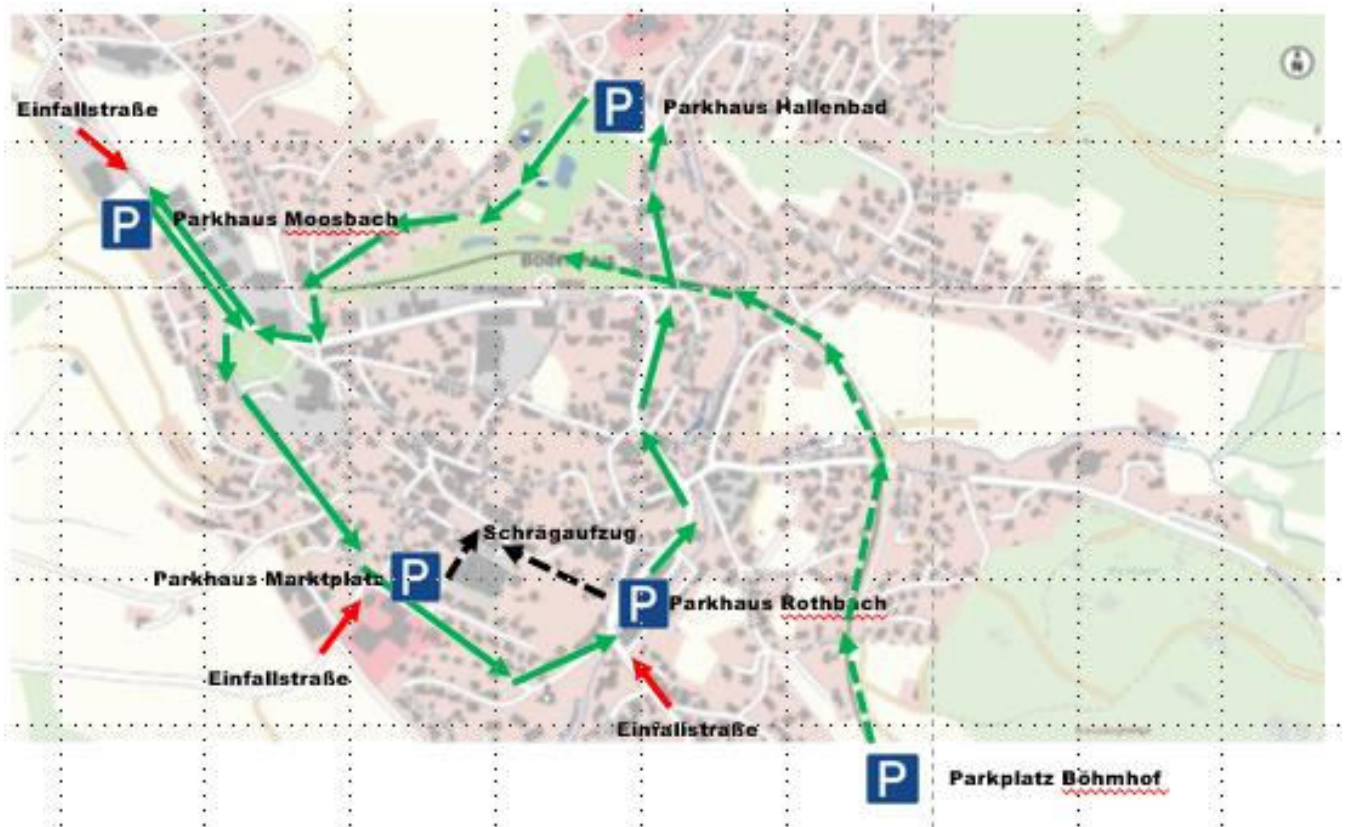 N
P
Parkhaus Hallenbad
Einfallstraße
P
Parkhaus Moosbach
Schrägaufzug
Parkhaus Marktplatz
P
P
Parkhaus Rothbach
Einfallstraße
Einfallstraße
P
Parkplatz Böhmhof